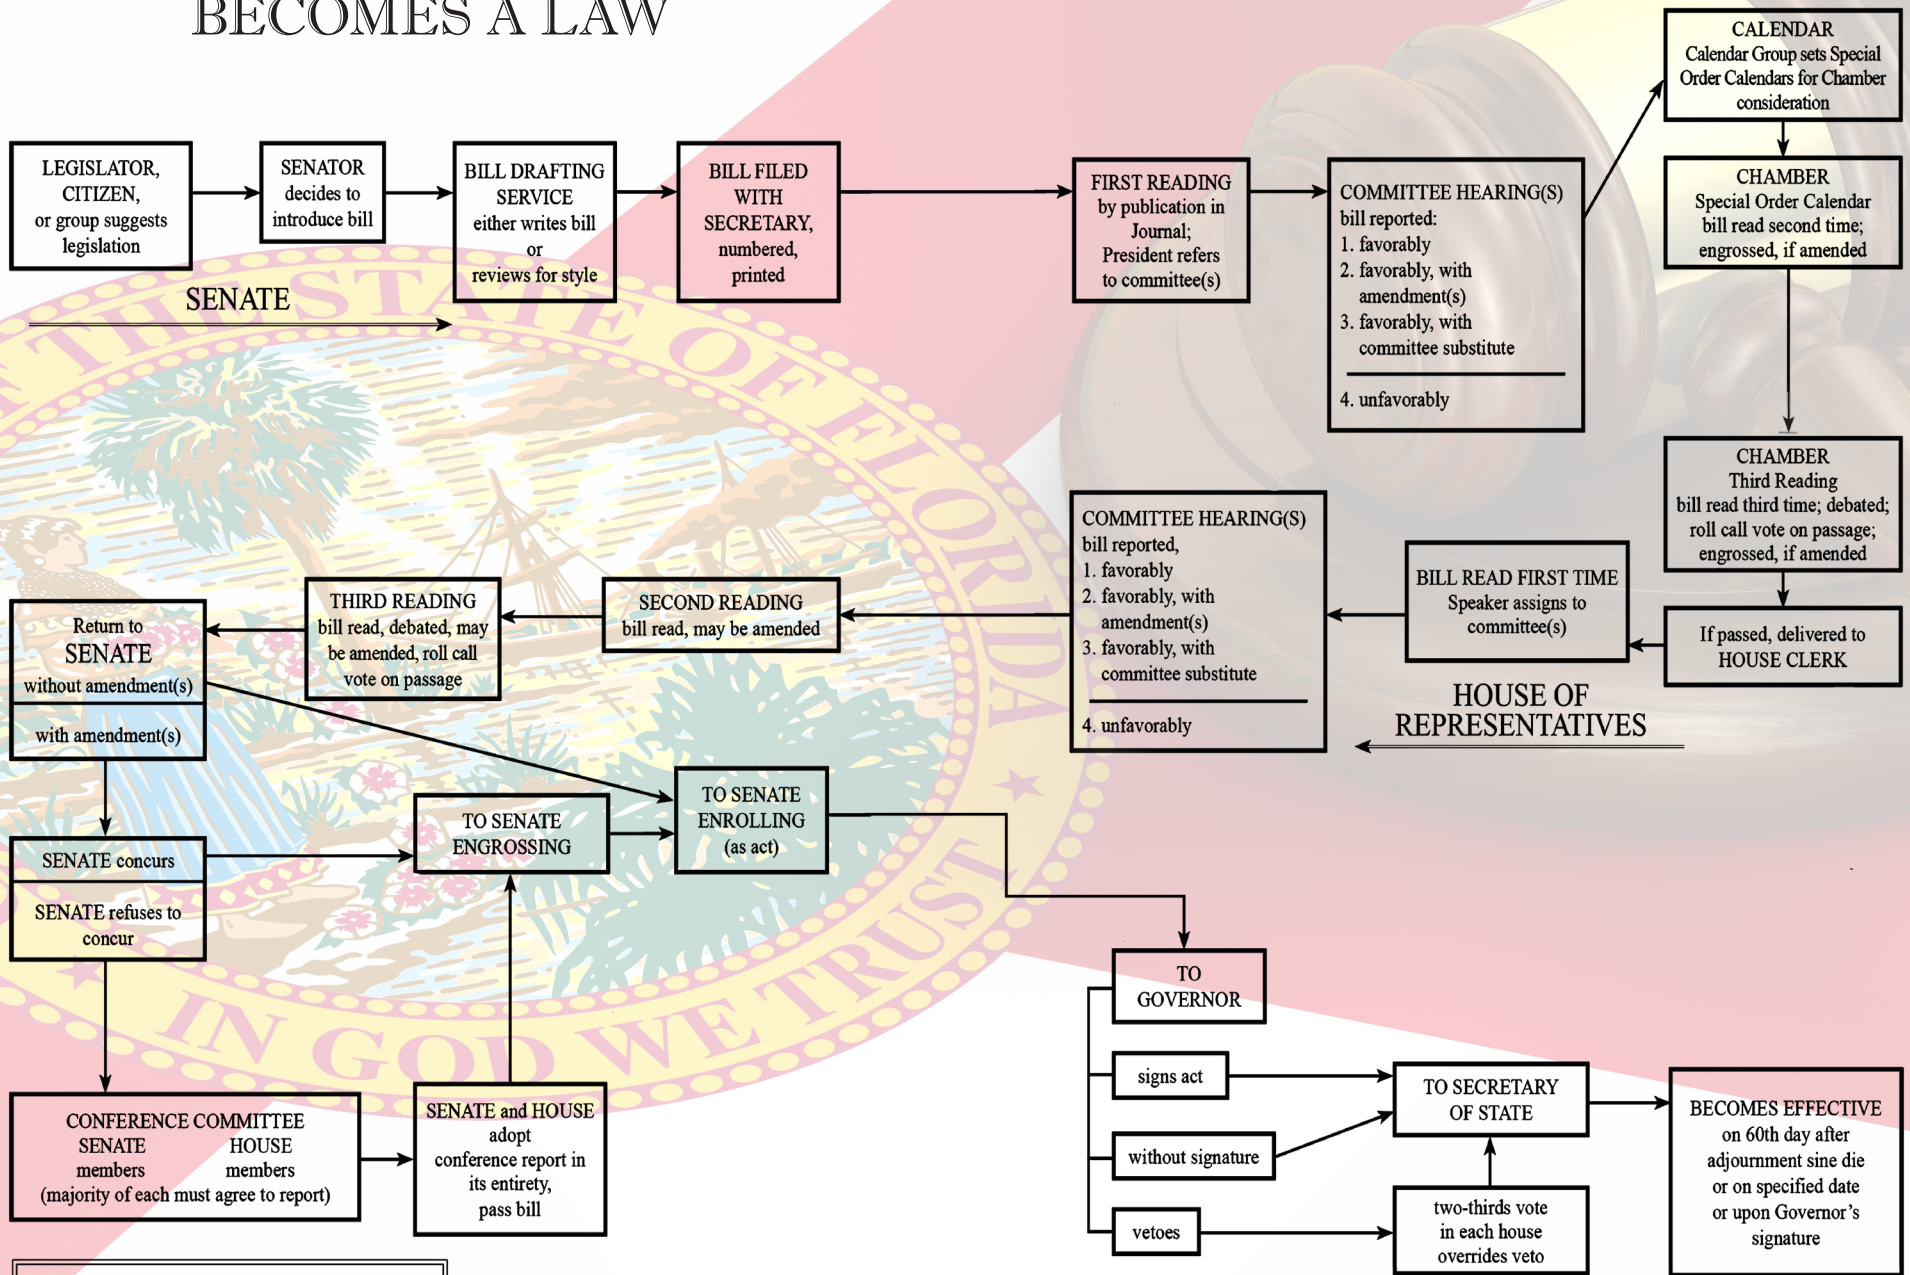 BECOMES A LAW
LEGISLATOR,
CITIZEN,
or group suggests
legislation
SENATOR
decides to
introduce bill
BILL DRAFTING
SERVICE
either writes bill
or
reviews for style
BILL FILED
WITH
SECRETARY,
numbered,
printed
FIRST READING
by publication in
Journal;
President refers
to committee(s)
COMMITTEE HEARING(S)
bill reported:
1. favorably
2. favorably, with
amendment(s)
3. favorably, with
committee substitute
4. unfavorably
CALENDAR
Calendar Group sets Special
Order Calendars for Chamber
consideration
CHAMBER
Special Order Calendar
bill read second time;
engrossed, if amended
CHAMBER
Third Reading
bill read third time; debated;
roll call vote on passage;
engrossed, if amended
If passed, delivered to
HOUSE CLERK
SENATE
HOUSE OF
REPRESENTATIVES
BILL READ FIRST TIME
Speaker assigns to
committee(s)
COMMITTEE HEARING(S)
bill reported,
1. favorably
2. favorably, with
amendment(s)
3. favorably, with
committee substitute
4. unfavorably
SECOND READING
bill read, may be amended
THIRD READING
bill read, debated, may
be amended, roll call
vote on passage
Return to
SENATE
without amendment(s)
with amendment(s)
SENATE concurs
SENATE refuses to
concur
TO SENATE
ENGROSSING
TO SENATE
ENROLLING
(as act)
CONFERENCE COMMITTEE
SENATE HOUSE
members members
(majority of each must agree to report)
SENATE and HOUSE
adopt
conference report in
its entirety,
pass bill
TO
GOVERNOR
signs act
without signature
vetoes
TO SECRETARY
OF STATE
two-thirds vote
in each house
overrides veto
BECOMES EFFECTIVE
on 60th day after
adjournment sine die
or on specified date
or upon Governor's
signature
THE STATE OF FLORIDA
IN GOD WE TRUST